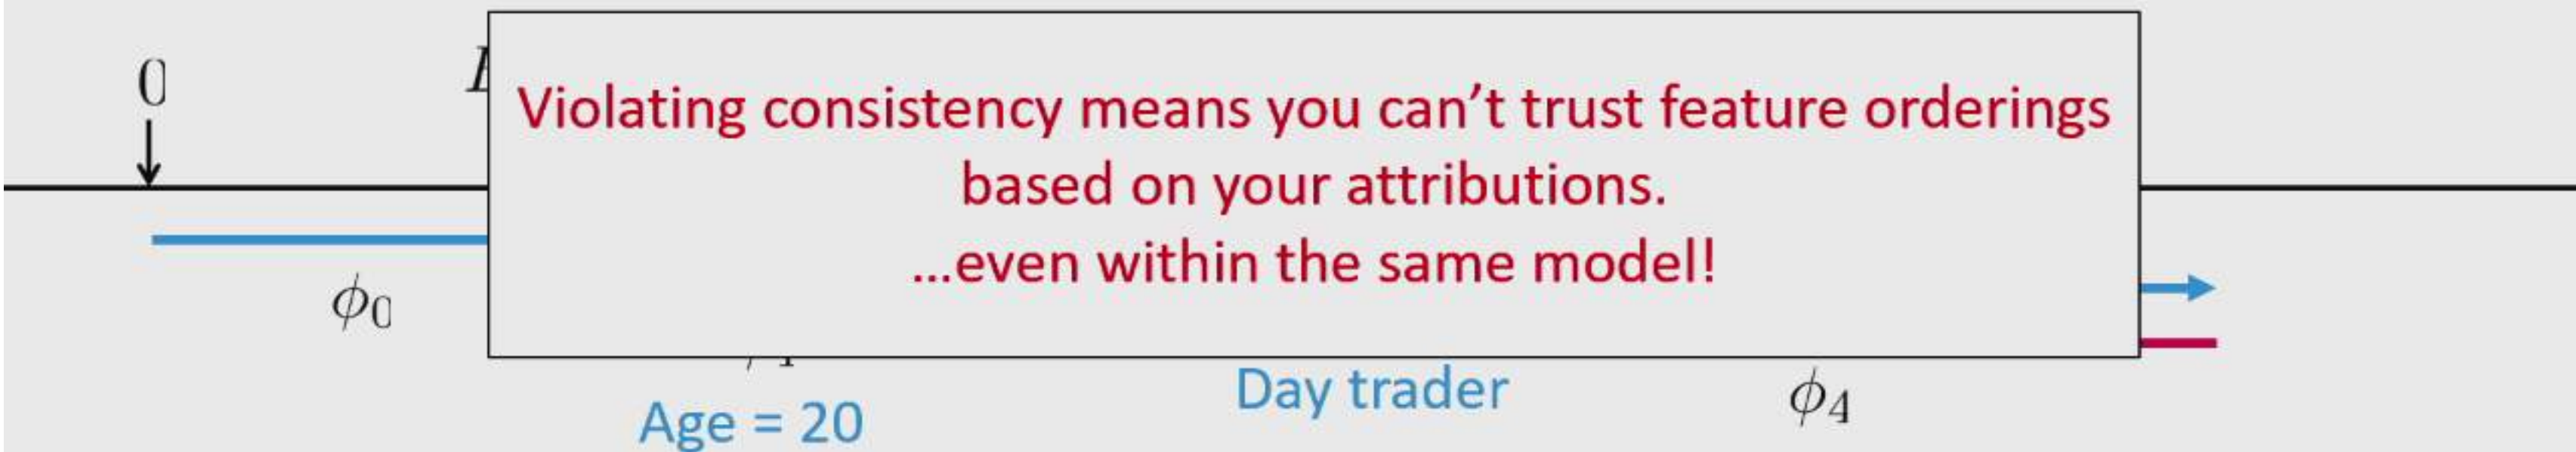 0
Violating consistency means you can't trust feature orderings
based on your attributions.
...even within the same model!
ϕ₀
Day trader
ϕ₄
Age = 20